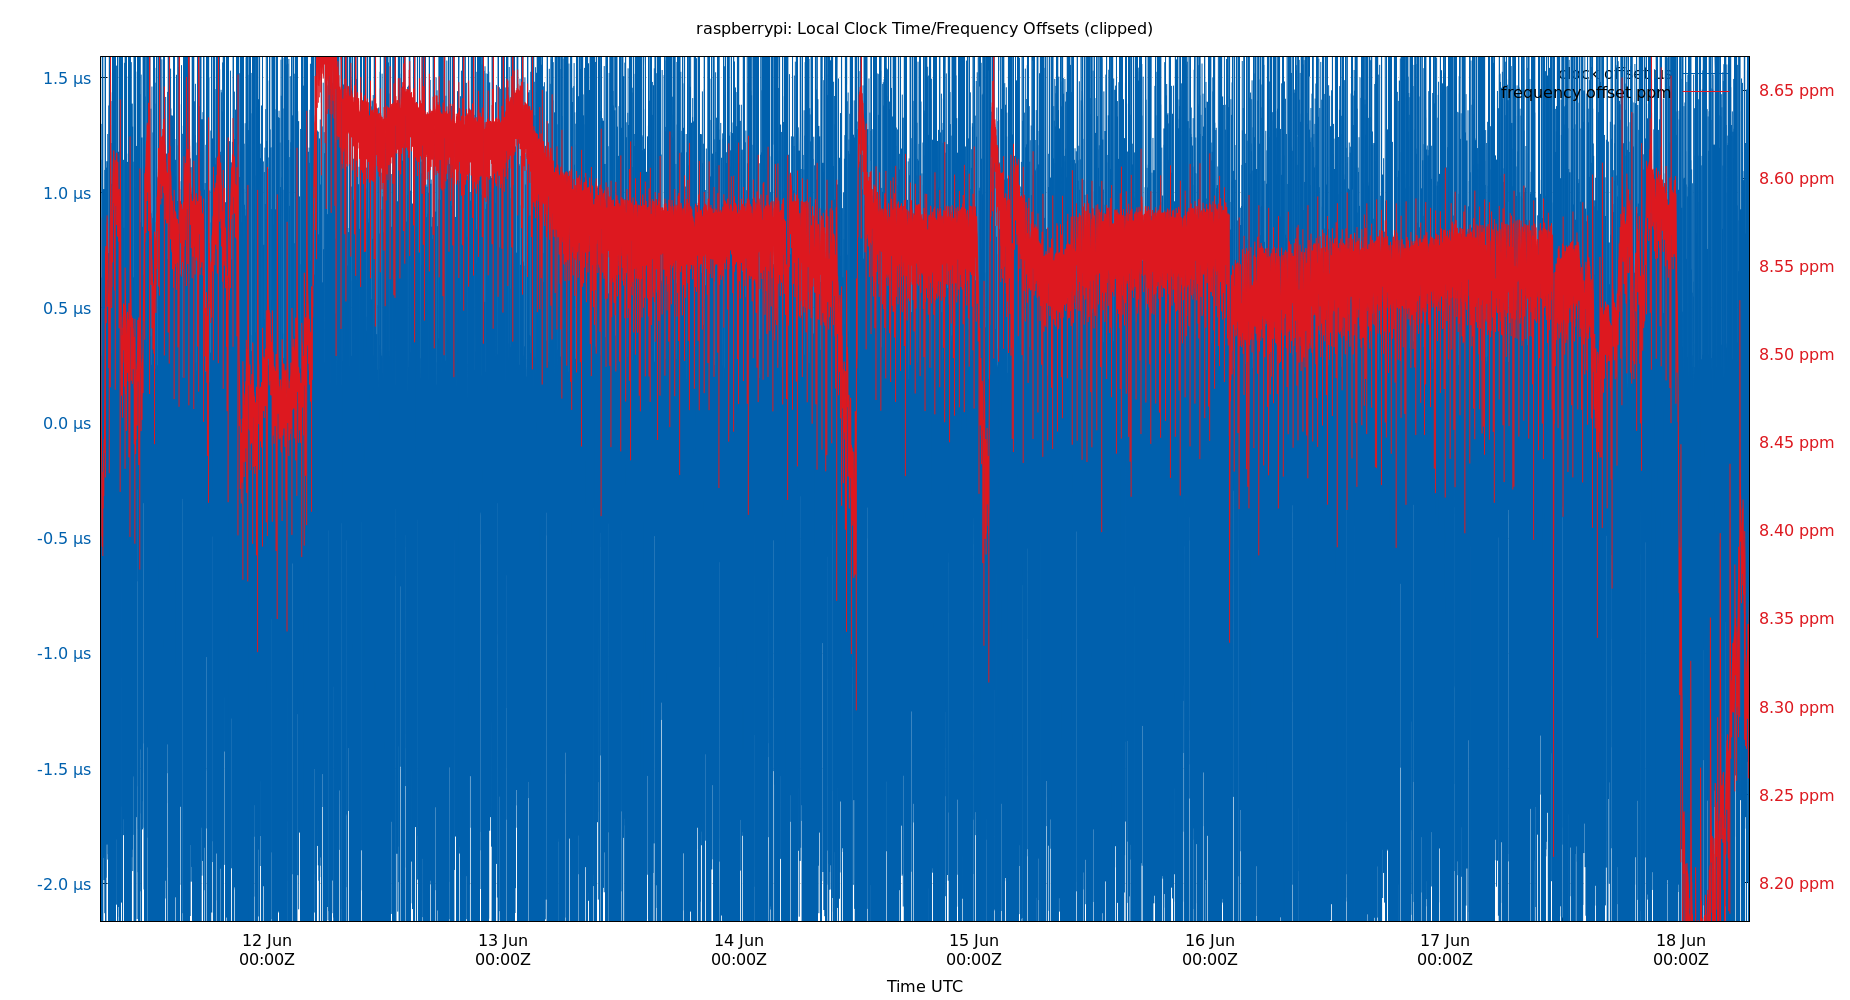 raspberrypi: Local Clock Time/Frequency Offsets (clipped)
clock offset µs
frequency offset ppm
1.5 µs
1.0 µs
0.5 µs
0.0 µs
-0.5 µs
-1.0 µs
-1.5 µs
-2.0 µs
8.65 ppm
8.60 ppm
8.55 ppm
8.50 ppm
8.45 ppm
8.40 ppm
8.35 ppm
8.30 ppm
8.25 ppm
8.20 ppm
12 Jun
00:00Z
13 Jun
00:00Z
14 Jun
00:00Z
15 Jun
00:00Z
16 Jun
00:00Z
17 Jun
00:00Z
18 Jun
00:00Z
Time UTC